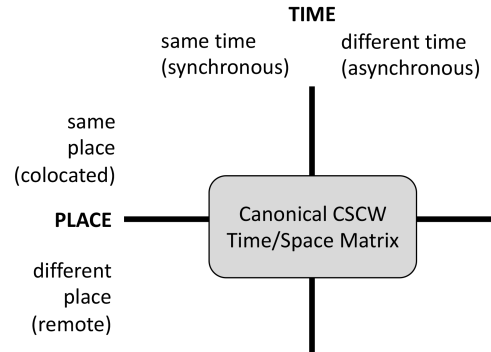 TIME
same time
(synchronous)
different time
(asynchronous)
same
place
(colocated)
PLACE
Canonical CSCW
Time/Space Matrix
different
place
(remote)